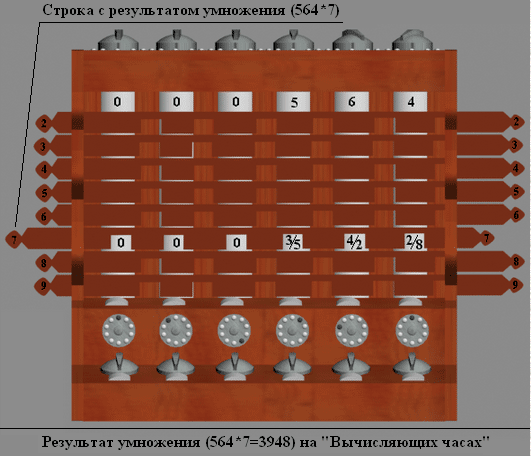 Строка с результатом умножения (564*7)
0 0 0 5 6 4
2 2
3 3
4 4
5 5
6 6
7 0 0 0 3/5 4/2 2/8 7
8 8
9 9
Результат умножения (564*7=3948) на "Вычисляющих часах"